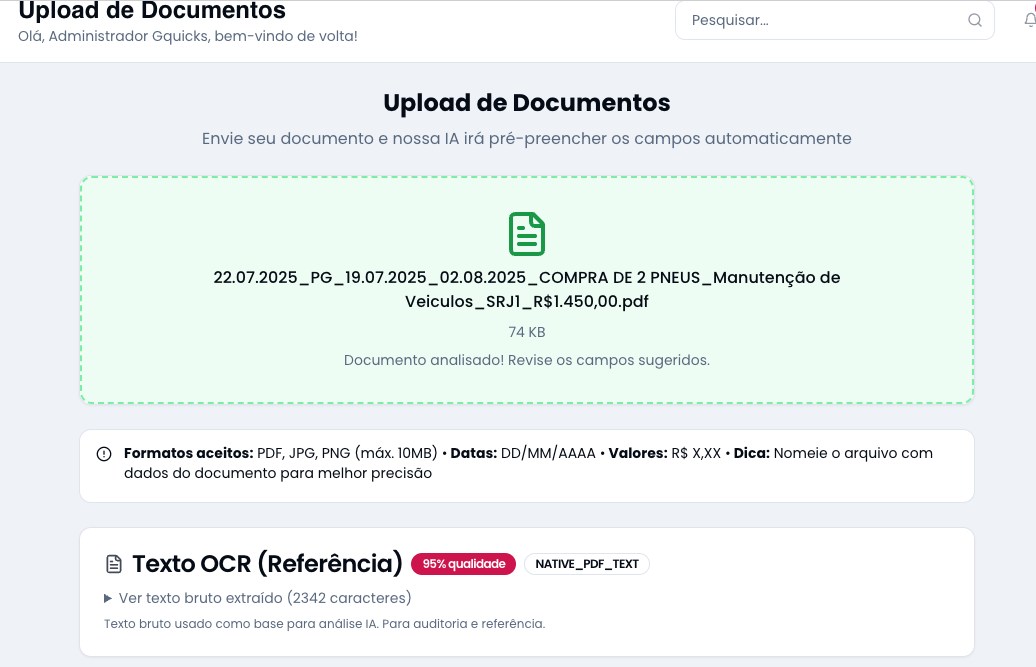 Upload de Documentos
Olá, Administrador Gquicks, bem-vindo de volta!
Pesquisar...
Upload de Documentos
Envie seu documento e nossa IA irá pré-preencher os campos automaticamente
22.07.2025_PG_19.07.2025_02.08.2025_COMPRA DE 2 PNEUS_Manutenção de
Veiculos_SRJ1_R$1.450,00.pdf
74 KB
Documento analisado! Revise os campos sugeridos.
Formatos aceitos: PDF, JPG, PNG (máx. 10MB) • Datas: DD/MM/AAAA • Valores: R$ X,XX • Dica: Nomeie o arquivo com
dados do documento para melhor precisão
Texto OCR (Referência) 95% qualidade NATIVE_PDF_TEXT
Ver texto bruto extraído (2342 caracteres)
Texto bruto usado como base para análise IA. Para auditoria e referência.